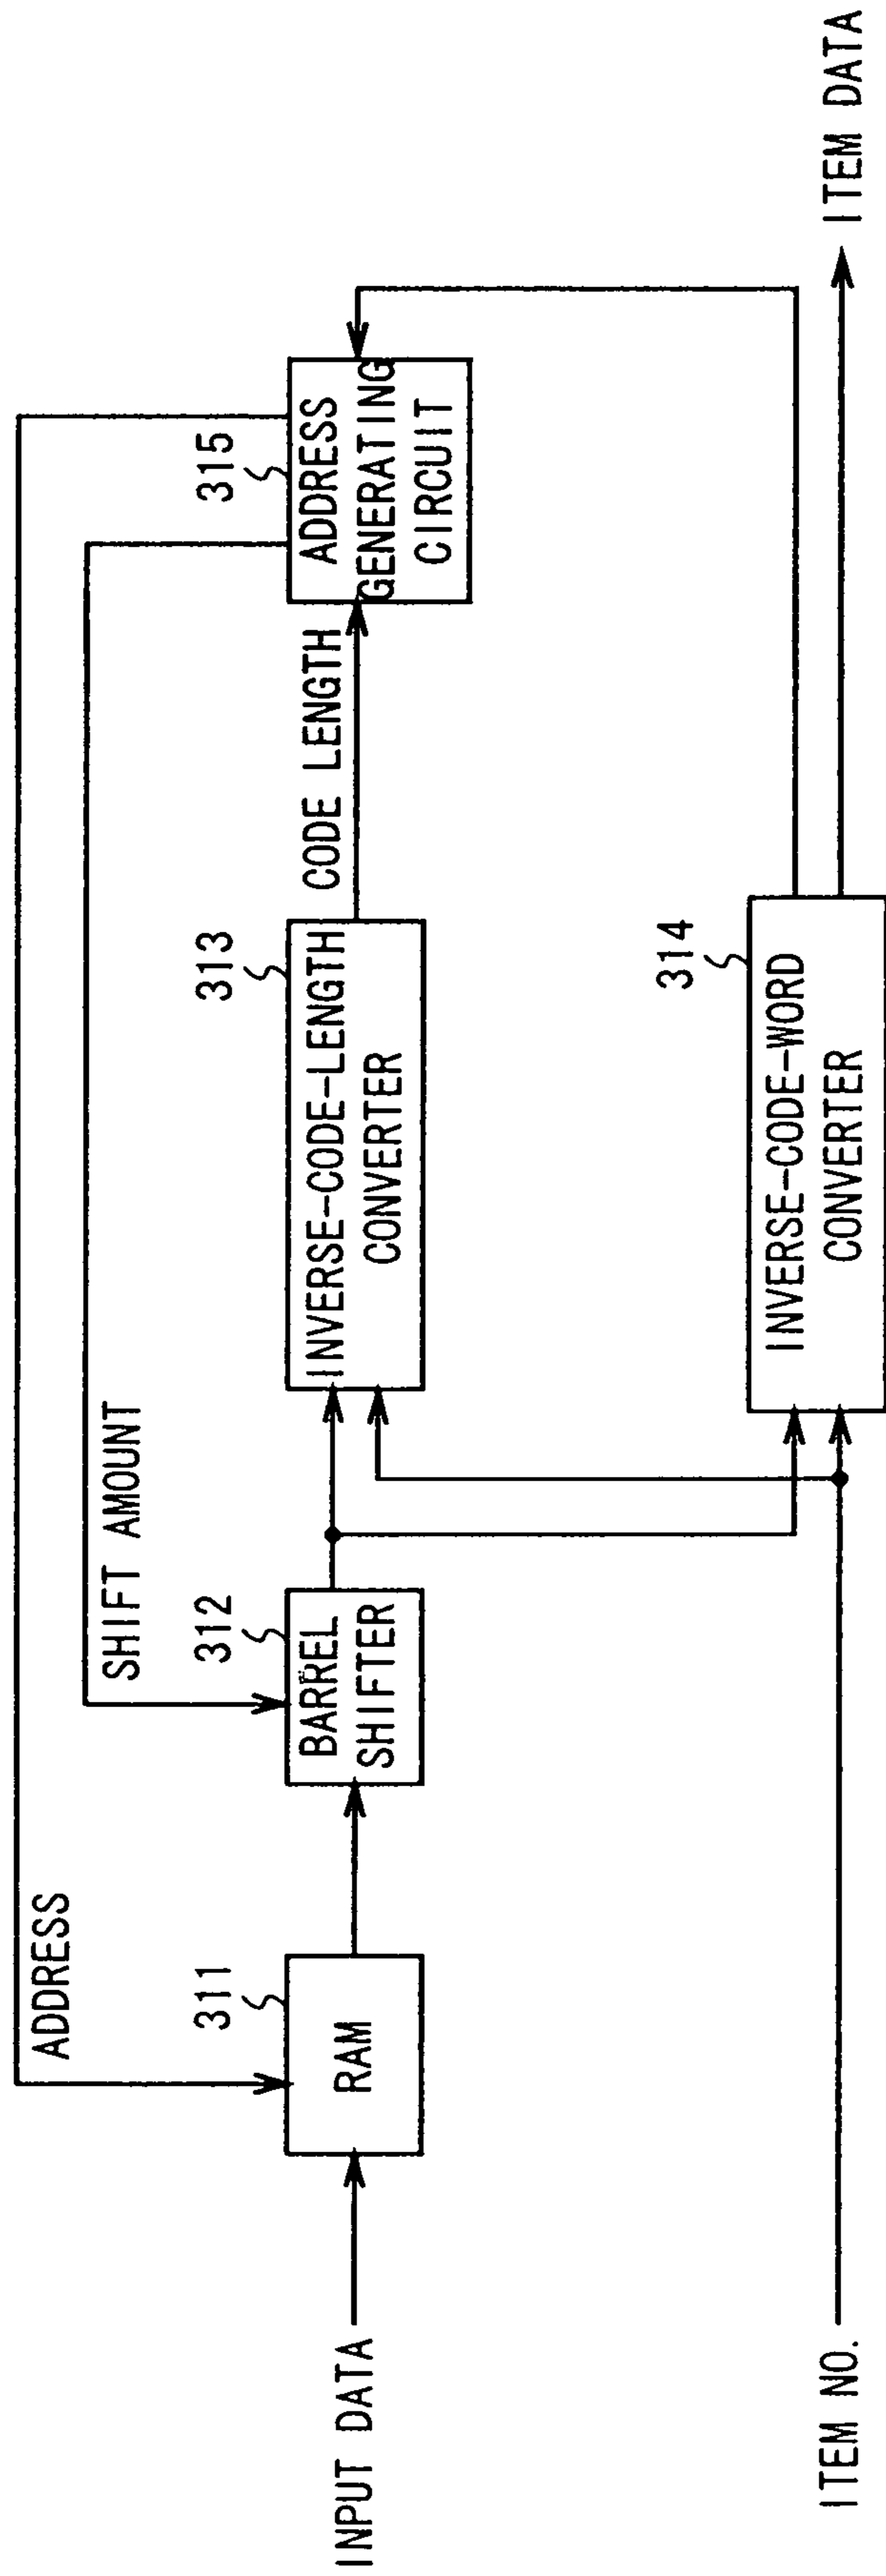 ADDRESS
SHIFT AMOUNT
INPUT DATA
311
RAM
312
BARREL
SHIFTER
313
INVERSE-CODE-LENGTH
CONVERTER
CODE LENGTH
315
ADDRESS
GENERATING
CIRCUIT
314
INVERSE-CODE-WORD
CONVERTER
ITEM NO.
ITEM DATA